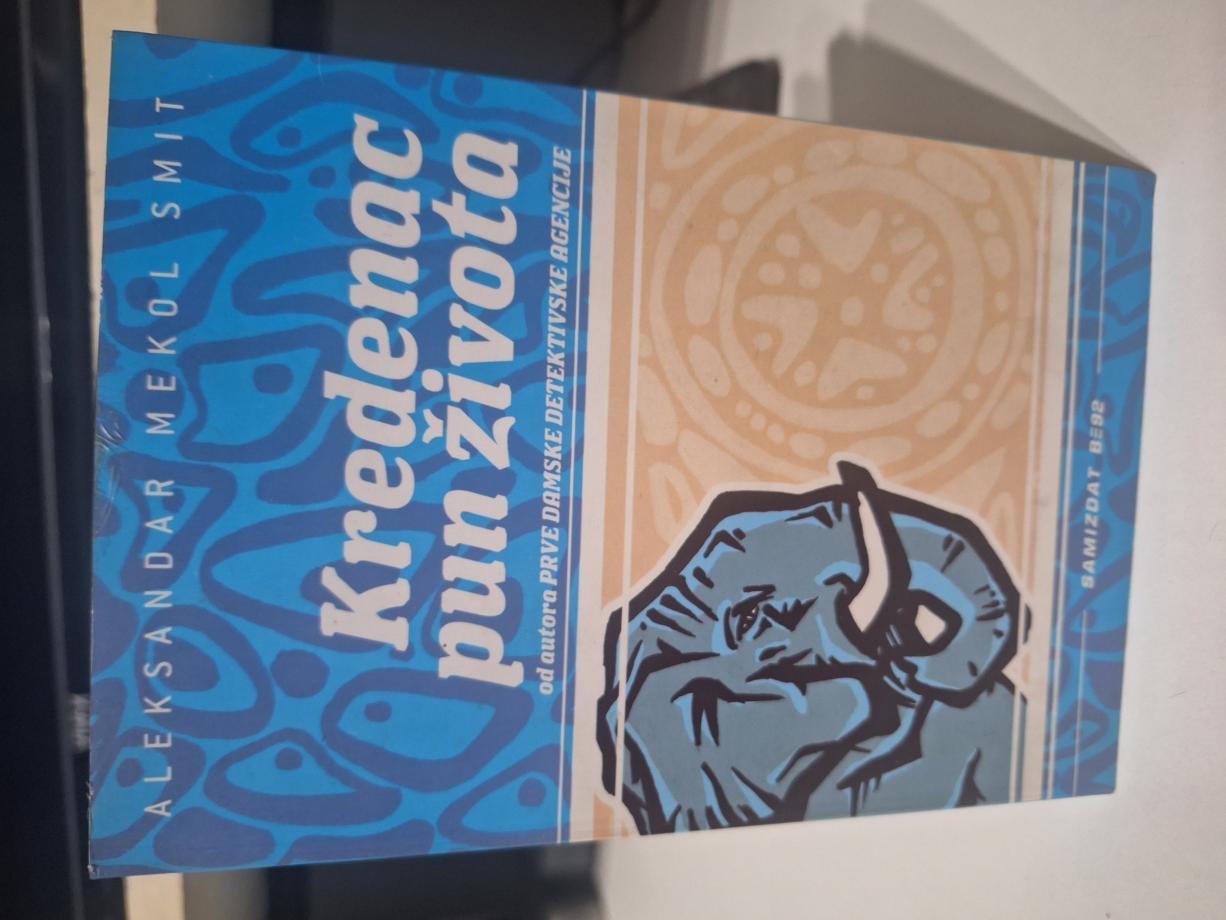 ALEKSANDAR MEKOL SMIT
Kredenac
pun života
od autora PRVE DAMSKE DETEKTIVSKE AGENCIJE
SAMIZDAT B92